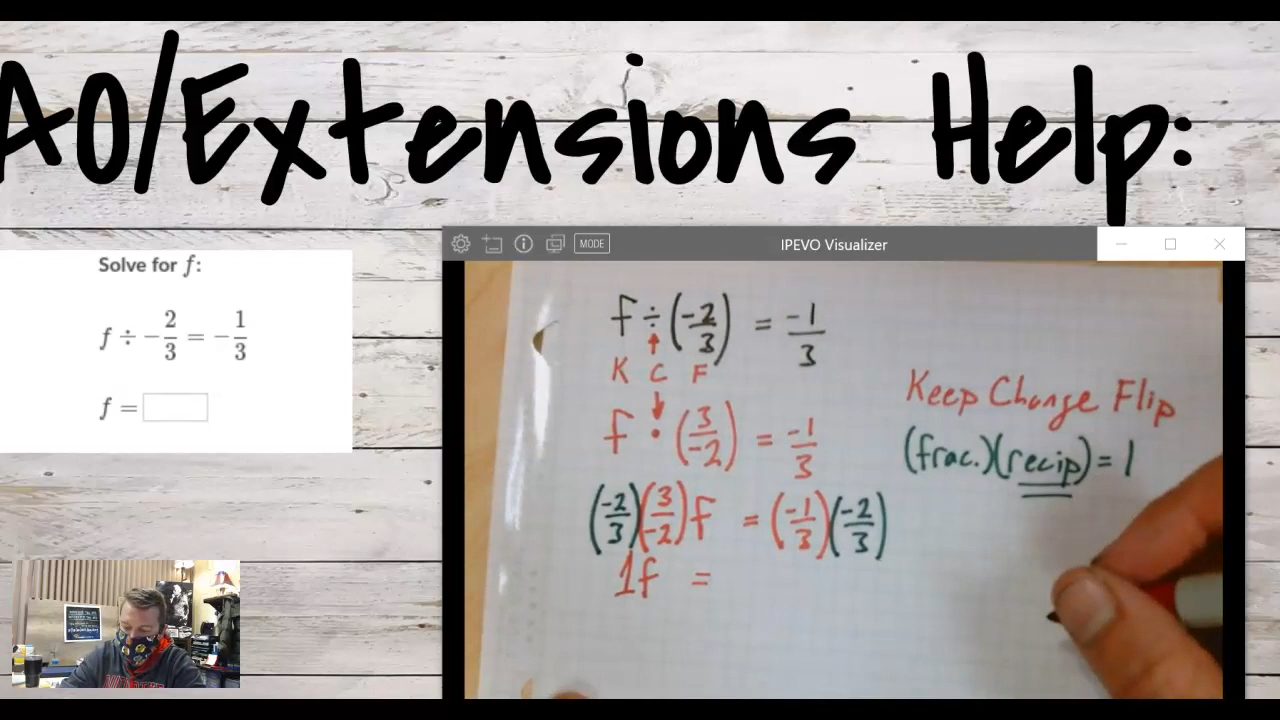 AO/Extensions Help:
Solve for f:
f ÷ -2/3 = -1/3
f =
MODE
IPEVO Visualizer
f ÷ (-2/3) = -1/3
K C F
f · (3/-2) = -1/3
(-2/3)(3/-2)f = (-1/3)(-2/3)
1f =
Keep Change Flip
(frac.)(recip) = 1